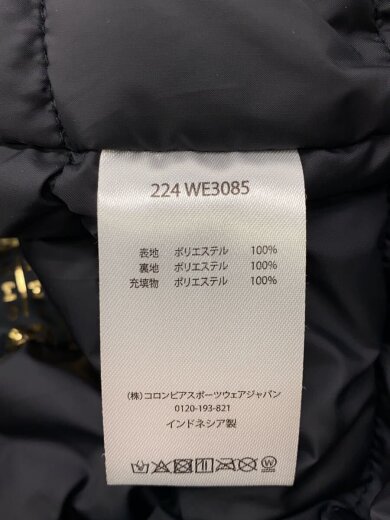 224 WE3085
表地 ポリエステル 100%
裏地 ポリエステル 100%
充填物 ポリエステル 100%
(株)コロンビアスポーツウェアジャパン
0120-193-821
インドネシア製